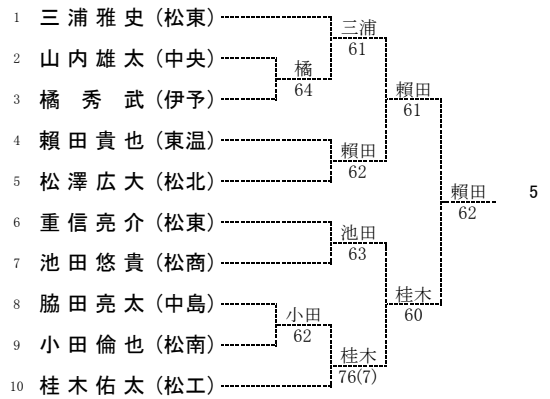 1 三浦雅史（松東）
2 山内雄太（中央）
3 橘秀武（伊予）
4 賴田貴也（東温）
5 松澤広大（松北）
6 重信亮介（松東）
7 池田悠貴（松商）
8 脇田亮太（中島）
9 小田倫也（松南）
10 桂木佑太（松工）
橘
64
小田
62
三浦
61
賴田
62
池田
63
桂木
76(7)
賴田
61
桂木
60
賴田
62
5